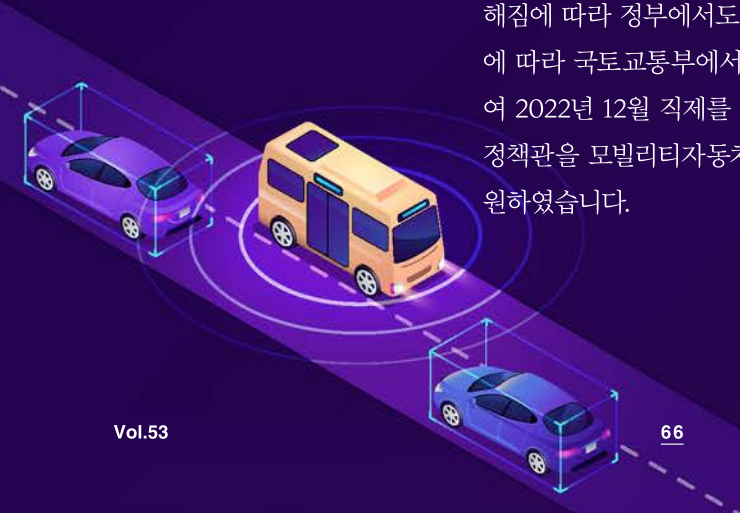 해짐에 따라 정부에서도
에 따라 국토교통부에서
여 2022년 12월 직제를
정책관을 모빌리티자동차
원하였습니다.
Vol.53
66